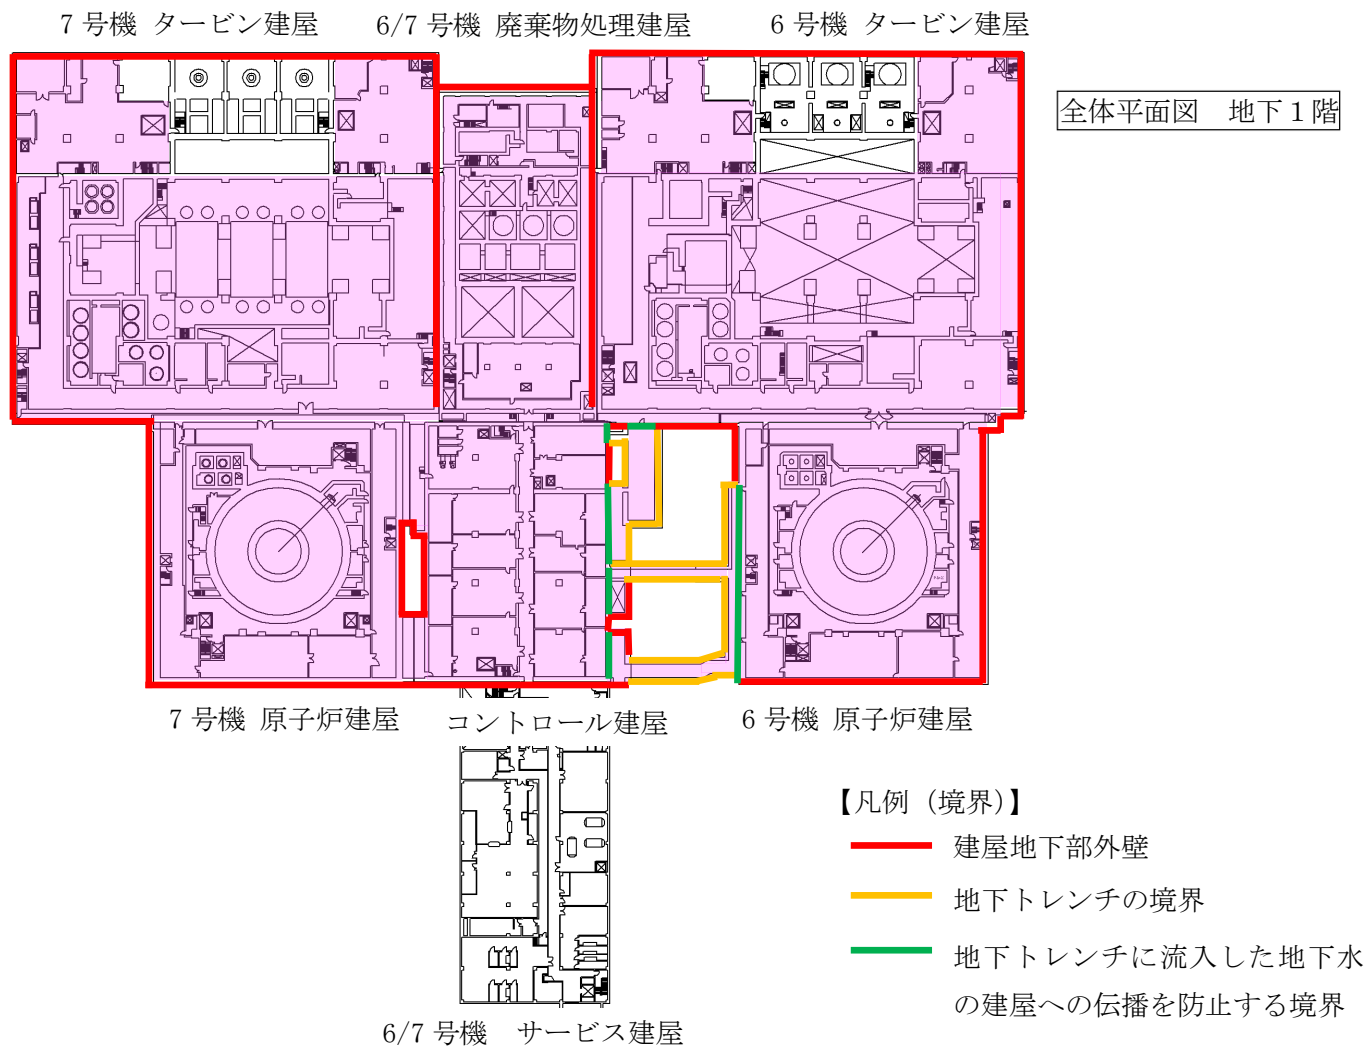 7 号機 タービン建屋
6/7 号機 廃棄物処理建屋
6 号機 タービン建屋
全体平面図　地下１階
7 号機 原子炉建屋
コントロール建屋
6 号機 原子炉建屋
【凡例（境界）】
建屋地下部外壁
地下トレンチの境界
地下トレンチに流入した地下水
の建屋への伝播を防止する境界
6/7 号機　サービス建屋